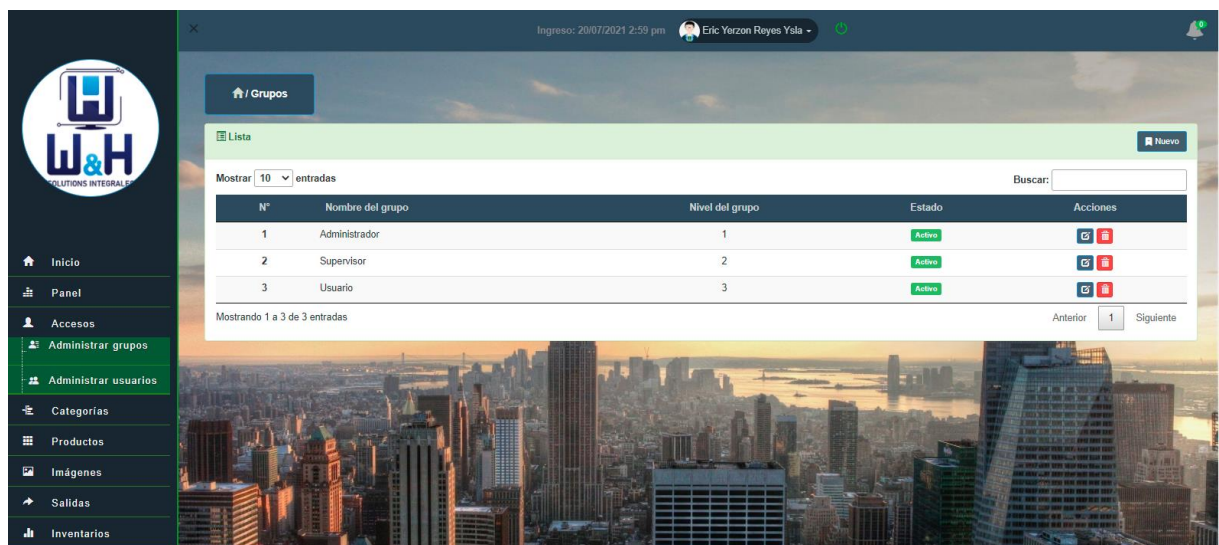 Ingreso: 20/07/2021 2:59 pm Eric Yerzon Reyes Ysla
0
W&H
SOLUTIONS INTEGRALES
Inicio
Panel
Accesos
Administrar grupos
Administrar usuarios
Categorías
Productos
Imágenes
Salidas
Inventarios
/ Grupos
Lista Nuevo
Mostrar 10 entradas Buscar:
N° Nombre del grupo Nivel del grupo Estado Acciones
1 Administrador 1 Activo
2 Supervisor 2 Activo
3 Usuario 3 Activo
Mostrando 1 a 3 de 3 entradas Anterior 1 Siguiente